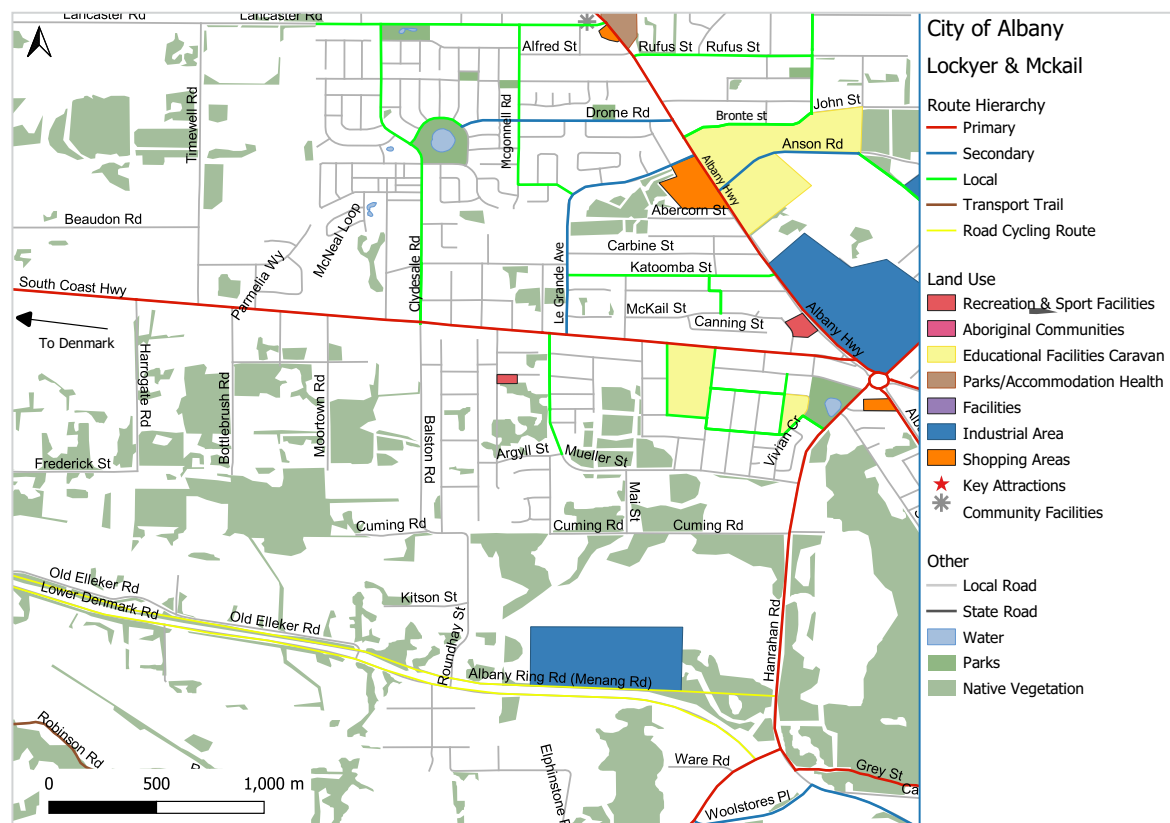 Lancaster Rd
Lancaster Rd
Alfred St
Rufus St
Rufus St
Timewell Rd
Mcgonnell Rd
Drome Rd
Bronte st
John St
Anson Rd
Albany Hwy
Beaudon Rd
McNeal Loop
Abercorn St
Carbine St
Katoomba St
Parmelia Wy
Clydesale Rd
Le Grande Ave
South Coast Hwy
McKail St
Canning St
Albany Hwy
To Denmark
Harrogate Rd
Bottlebrush Rd
Moortown Rd
Balston Rd
Vivian Cr
Frederick St
Argyll St
Mueller St
Mai St
Cuming Rd
Cuming Rd
Cuming Rd
Old Elleker Rd
Lower Denmark Rd
Old Elleker Rd
Kitson St
Roundhay St
Hanrahan Rd
Albany Ring Rd (Menang Rd)
Robinson Rd
Elphinstone
Ware Rd
Grey St
Woolstores Pl
0 500 1,000 m
City of Albany
Lockyer & Mckail
Route Hierarchy
Primary
Secondary
Local
Transport Trail
Road Cycling Route
Land Use
Recreation & Sport Facilities
Aboriginal Communities
Educational Facilities Caravan
Parks/Accommodation Health
Facilities
Industrial Area
Shopping Areas
Key Attractions
Community Facilities
Other
Local Road
State Road
Water
Parks
Native Vegetation